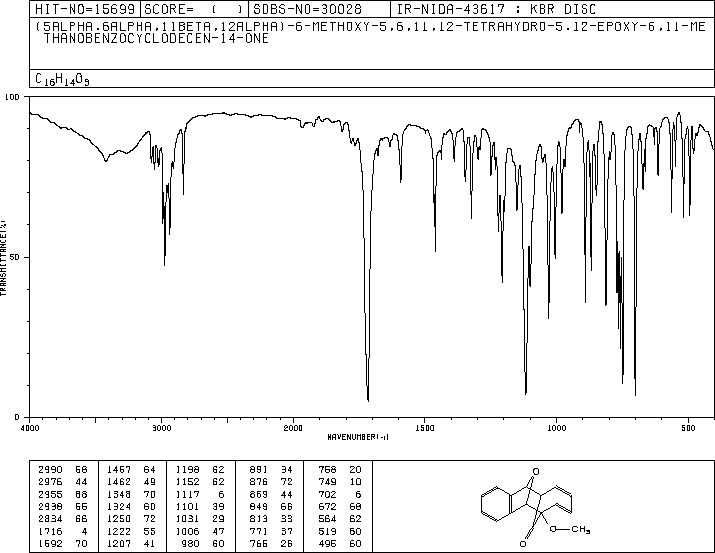 HIT-NO=15699 SCORE= ( ) SDBS-NO=30028 IR-NIDA-43617 : KBR DISC
(5ALPHA,6ALPHA,11BETA,12ALPHA)-6-METHOXY-5,6,11,12-TETRAHYDRO-5,12-EPOXY-6,11-ME
THANOBENZOCYCLODECEN-14-ONE
C16H14O3
100
50
0
TRANSMITTANCE(%)
4000 3000 2000 1500 1000 500
WAVENUMBER(-1)
2990 66 1467 64 1198 62 891 34 758 20
2976 44 1462 49 1152 62 876 72 749 10
2955 68 1348 70 1117 6 869 44 702 6
2938 55 1324 60 1101 39 849 66 672 68
2834 66 1250 72 1031 29 813 33 564 62
1716 4 1222 55 1006 47 771 37 519 60
1592 70 1207 41 980 60 766 26 496 60
O
O—CH3
O